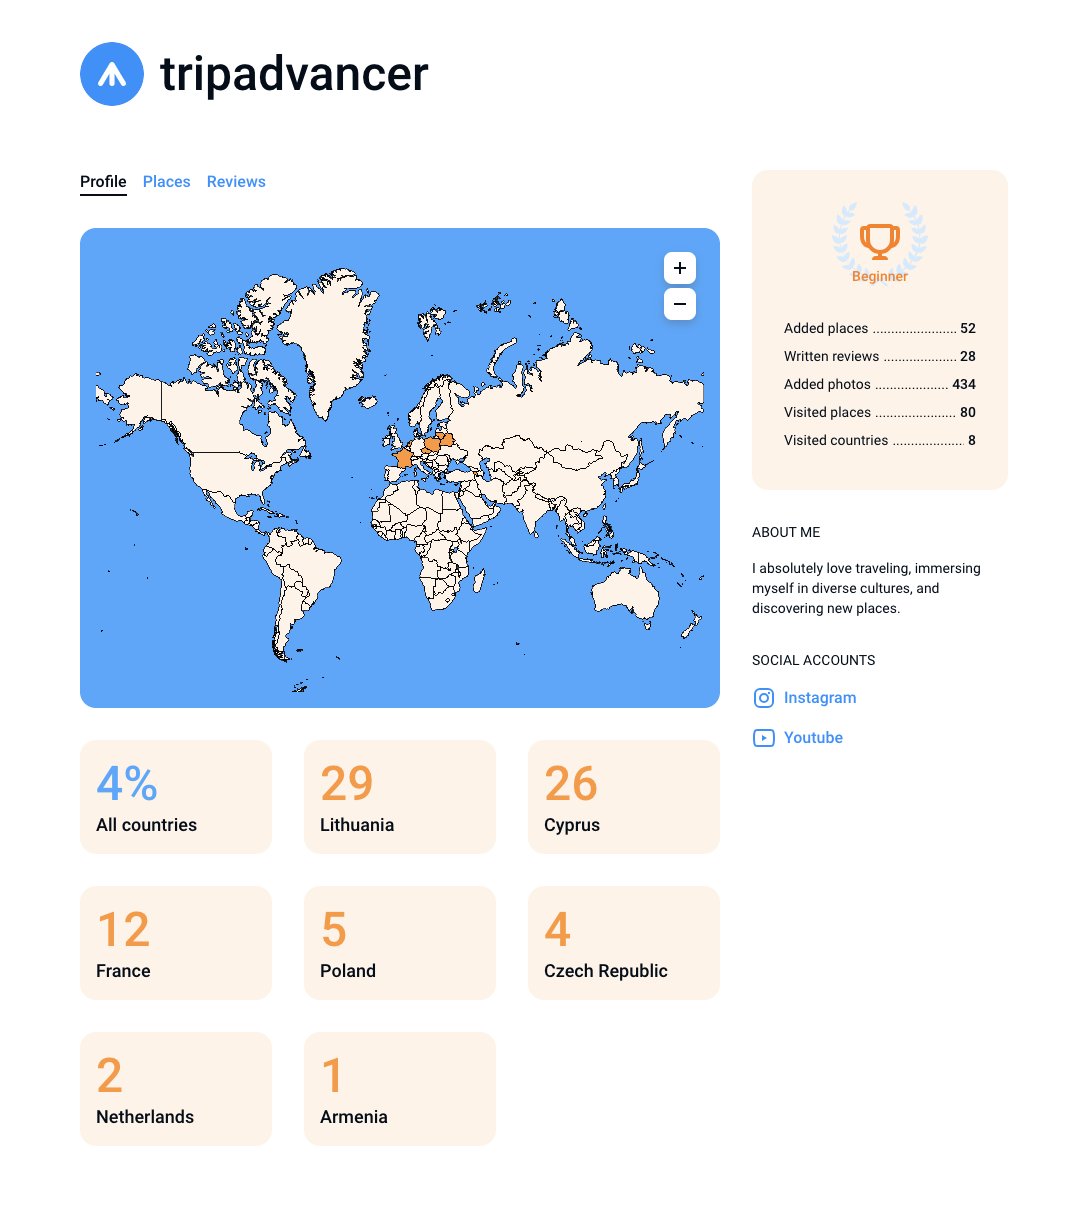 tripadvancer
Profile Places Reviews
+
−
Beginner
Added places ..................... 52
Written reviews .................. 28
Added photos .................. 434
Visited places .................... 80
Visited countries .................. 8
ABOUT ME
I absolutely love traveling, immersing
myself in diverse cultures, and
discovering new places.
SOCIAL ACCOUNTS
Instagram
Youtube
4%
All countries
29
Lithuania
26
Cyprus
12
France
5
Poland
4
Czech Republic
2
Netherlands
1
Armenia